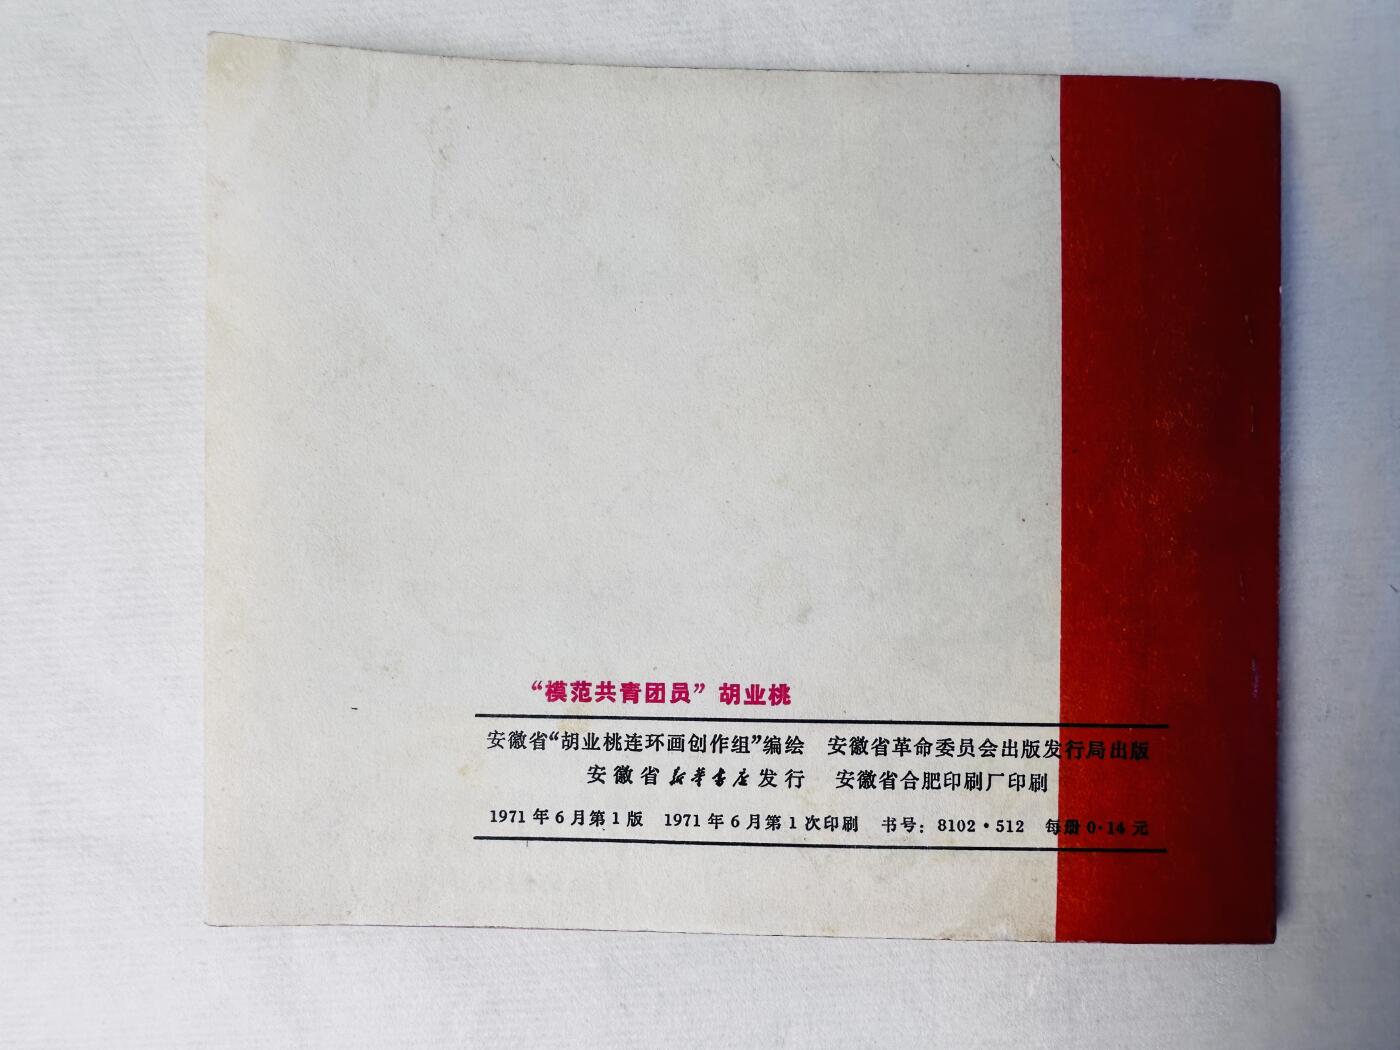 “模范共青团员”胡业桃
安徽省“胡业桃连环画创作组”编绘　安徽省革命委员会出版发行局出版
安徽省新华书店发行　安徽省合肥印刷厂印刷
1971年6月第1版　1971年6月第1次印刷　书号：8102·512　每册0·14元